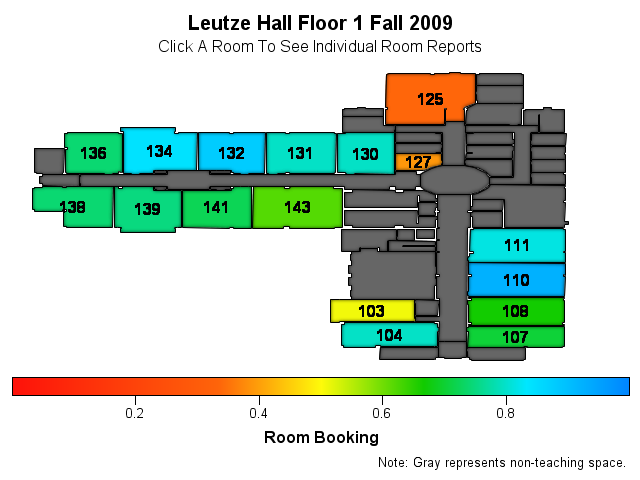 Leutze Hall Floor 1 Fall 2009
Click A Room To See Individual Room Reports
125
136 134 132 131 130 127
138 139 141 143
111
110
103 108
104 107
0.2 0.4 0.6 0.8
Room Booking
Note: Gray represents non-teaching space.